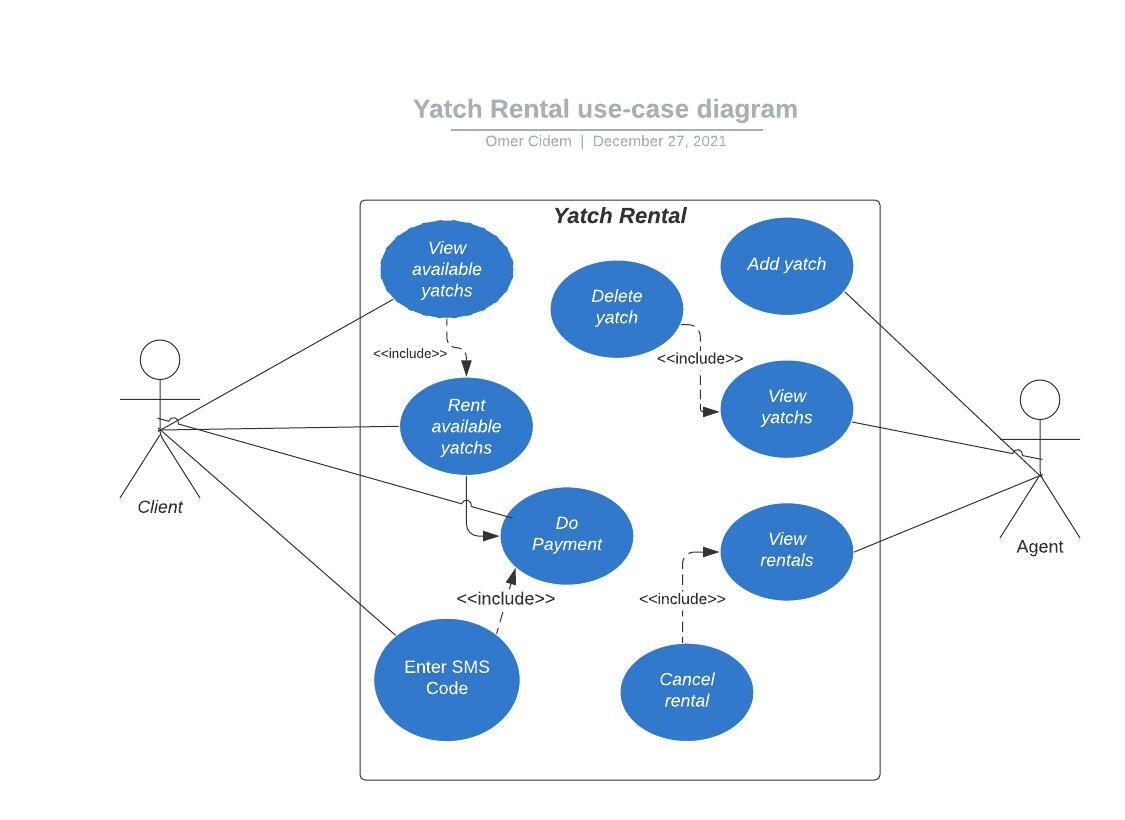 Yatch Rental use-case diagram
Omer Cidem | December 27, 2021
Yatch Rental
View
available
yatchs
Add yatch
Delete
yatch
<<include>>
<<include>>
Rent
available
yatchs
View
yatchs
Client
Do
Payment
View
rentals
Agent
<<include>>
<<include>>
Enter SMS
Code
Cancel
rental